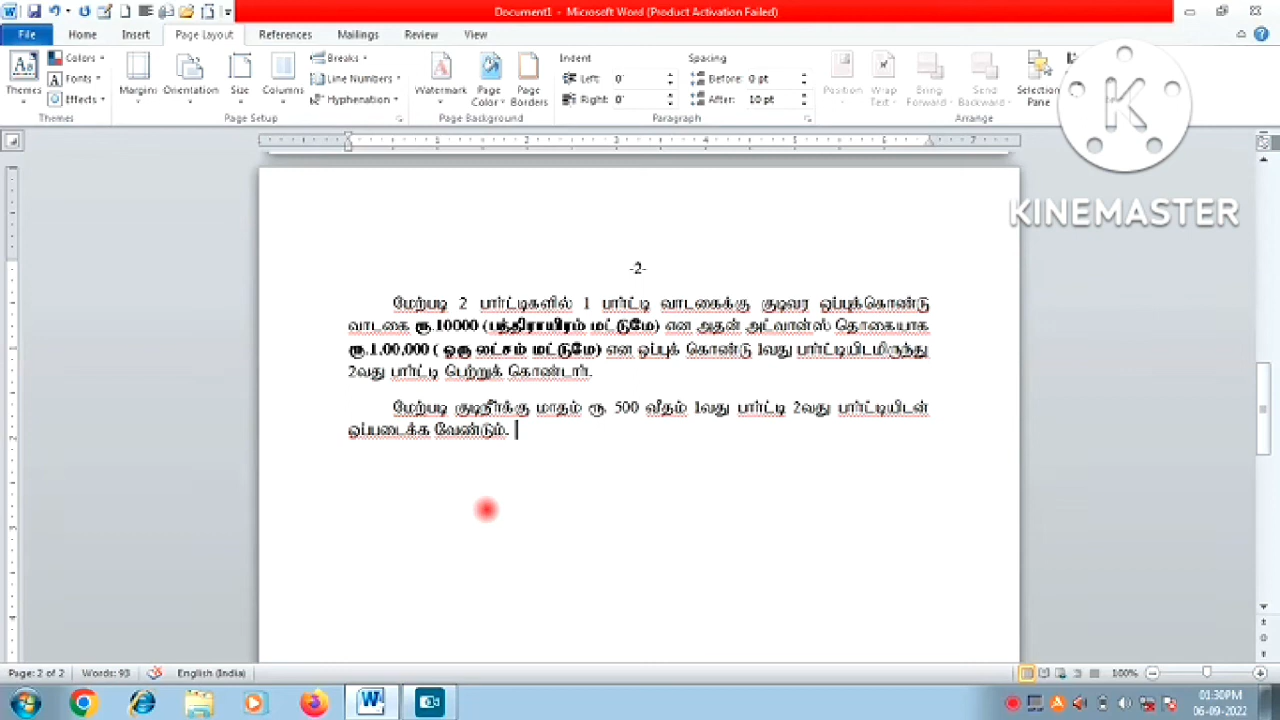 Document1 - Microsoft Word (Product Activation Failed)
File Home Insert Page Layout References Mailings Review View
Themes Colors Fonts Effects Themes
Margins Orientation Size Columns Breaks Line Numbers Hyphenation Page Setup
Watermark Page Color Page Borders Page Background
Indent Left: 0" Right: 0" Spacing Before: 0 pt After: 10 pt Paragraph
Position Wrap Text Bring Forward Send Backward Selection Pane Arrange
KINEMASTER
-2-
மேற்படி 2 பார்ட்டிகளில் 1 பார்ட்டி வாடகைக்கு குடிவர ஒப்புக்கொண்டு
வாடகை ரூ.10000 (பத்திராயிரம் மட்டுமே) என அதன் அட்வான்ஸ் தொகையாக
ரூ.1,00,000 ( ஒரு லட்சம் மட்டுமே) என ஒப்புக் கொண்டு 1வது பார்ட்டியிடமிருந்து
2வது பார்ட்டி பெற்றுக் கொண்டார்.
மேற்படி குடிநீர்க்கு மாதம் ரூ 500 வீதம் 1வது பார்ட்டி 2வது பார்ட்டியிடன்
ஒப்படைக்க வேண்டும்.
Page: 2 of 2 Words: 93 English (India) 100%
01:30PM
06-09-2022